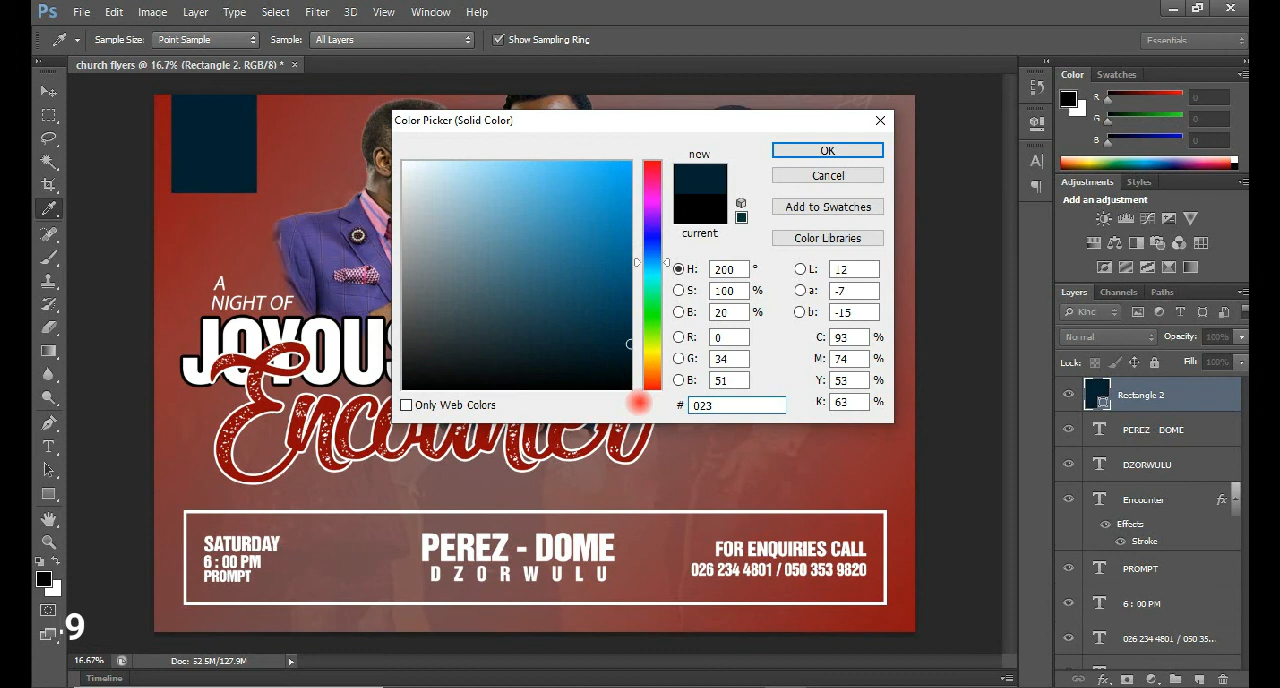 Ps File Edit Image Layer Type Select Filter 3D View Window Help
Sample Size: Point Sample Sample: All Layers Show Sampling Ring Essentials
church flyers @ 16.7% (Rectangle 2, RGB/8) * ×
Color Swatches
R 0
G 0
B 0
Adjustments Styles
Add an adjustment
Layers Channels Paths
Kind
Normal Opacity: 100%
Lock: Fill: 100%
Rectangle 2
PEREZ - DOME
DZORWULU
Encounter fx
Effects
Stroke
PROMPT
6 : 00 PM
026 234 4801 / 050 35...
Color Picker (Solid Color)
new
current
OK
Cancel
Add to Swatches
Color Libraries
H: 200 °
S: 100 %
B: 20 %
R: 0
G: 34
B: 51
L: 12
a: -7
b: -15
C: 93 %
M: 74 %
Y: 53 %
K: 63 %
# 023
Only Web Colors
A
NIGHT OF
JOYOUS
Encounter
SATURDAY
6 : 00 PM
PROMPT
PEREZ - DOME
DZORWULU
FOR ENQUIRIES CALL
026 234 4801 / 050 353 9820
9
16.67% Doc: 52.5M/127.9M
Timeline